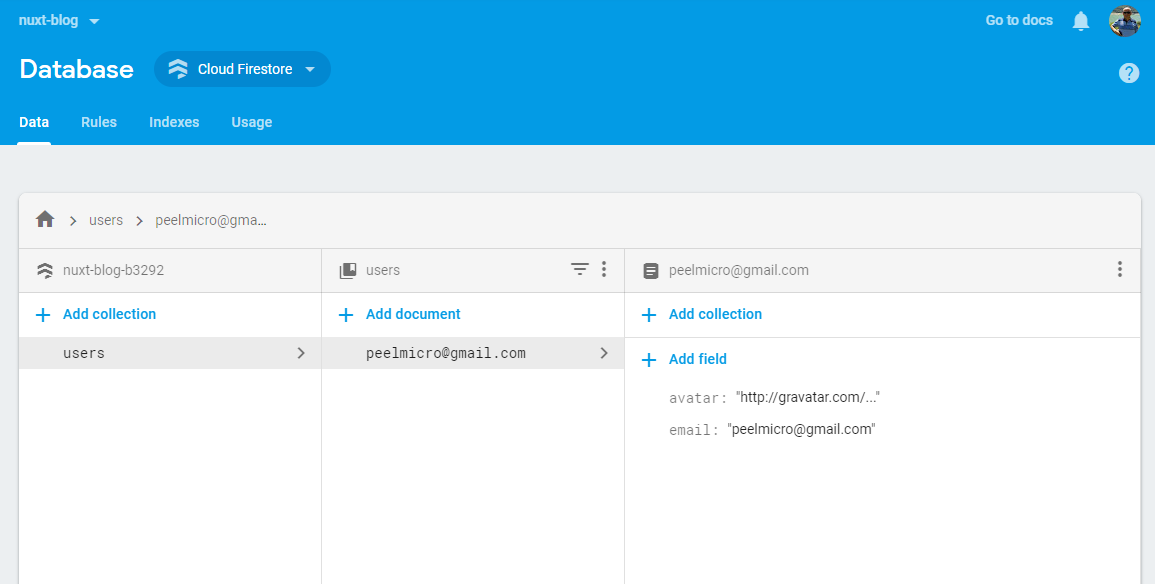 nuxt-blog
Go to docs
Database
Cloud Firestore
?
Data Rules Indexes Usage
users
peelmicro@gma...
nuxt-blog-b3292
users
peelmicro@gmail.com
+ Add collection
+ Add document
+ Add collection
users
peelmicro@gmail.com
+ Add field
avatar: "http://gravatar.com/..."
email: "peelmicro@gmail.com"